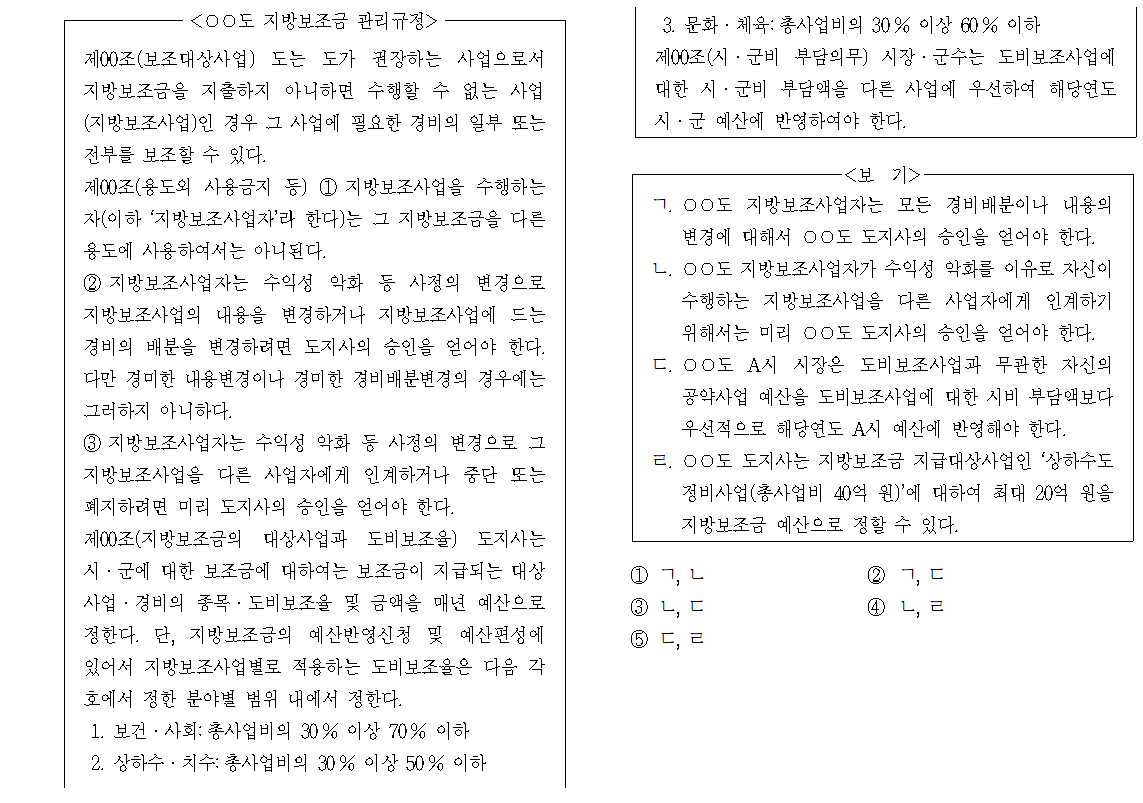 <○○도 지방보조금 관리규정>
제00조(보조대상사업) 도는 도가 권장하는 사업으로서
지방보조금을 지출하지 아니하면 수행할 수 없는 사업
(지방보조사업)인 경우 그 사업에 필요한 경비의 일부 또는
전부를 보조할 수 있다.
제00조(용도외 사용금지 등) ① 지방보조사업을 수행하는
자(이하 ‘지방보조사업자’라 한다)는 그 지방보조금을 다른
용도에 사용하여서는 아니된다.
② 지방보조사업자는 수익성 악화 등 사정의 변경으로
지방보조사업의 내용을 변경하거나 지방보조사업에 드는
경비의 배분을 변경하려면 도지사의 승인을 얻어야 한다.
다만 경미한 내용변경이나 경미한 경비배분변경의 경우에는
그러하지 아니하다.
③ 지방보조사업자는 수익성 악화 등 사정의 변경으로 그
지방보조사업을 다른 사업자에게 인계하거나 중단 또는
폐지하려면 미리 도지사의 승인을 얻어야 한다.
제00조(지방보조금의 대상사업과 도비보조율) 도지사는
시·군에 대한 보조금에 대하여는 보조금이 지급되는 대상
사업·경비의 종목·도비보조율 및 금액을 매년 예산으로
정한다. 단, 지방보조금의 예산반영신청 및 예산편성에
있어서 지방보조사업별로 적용하는 도비보조율은 다음 각
호에서 정한 분야별 범위 내에서 정한다.
1. 보건·사회: 총사업비의 30% 이상 70% 이하
2. 상하수·치수: 총사업비의 30% 이상 50% 이하
3. 문화·체육: 총사업비의 30% 이상 60% 이하
제00조(시·군비 부담의무) 시장·군수는 도비보조사업에
대한 시·군비 부담액을 다른 사업에 우선하여 해당연도
시·군 예산에 반영하여야 한다.
<보 기>
ㄱ. ○○도 지방보조사업자는 모든 경비배분이나 내용의
변경에 대해서 ○○도 도지사의 승인을 얻어야 한다.
ㄴ. ○○도 지방보조사업자가 수익성 악화를 이유로 자신이
수행하는 지방보조사업을 다른 사업자에게 인계하기
위해서는 미리 ○○도 도지사의 승인을 얻어야 한다.
ㄷ. ○○도 A시 시장은 도비보조사업과 무관한 자신의
공약사업 예산을 도비보조사업에 대한 시비 부담액보다
우선적으로 해당연도 A시 예산에 반영해야 한다.
ㄹ. ○○도 도지사는 지방보조금 지급대상사업인 ‘상하수도
정비사업(총사업비 40억 원)’에 대하여 최대 20억 원을
지방보조금 예산으로 정할 수 있다.
① ㄱ, ㄴ ② ㄱ, ㄷ
③ ㄴ, ㄷ ④ ㄴ, ㄹ
⑤ ㄷ, ㄹ